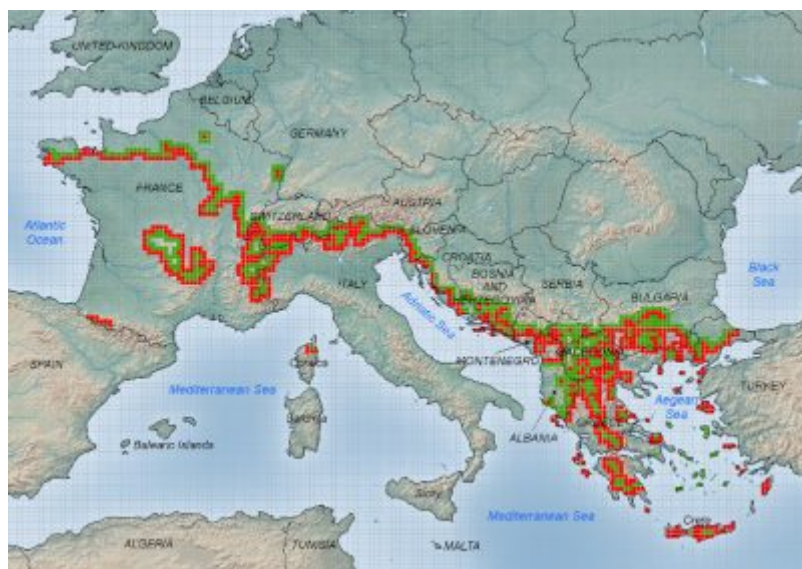 UNITED-KINGDOM
BELGIUM
GERMANY
FRANCE
SWITZERLAND
AUSTRIA
SLOVENIA
Atlantic
Ocean
CROATIA
BOSNIA
AND
HERZEGOVINA
SERBIA
BULGARIA
Black
Sea
ITALY
Adriatic
Sea
MONTENEGRO
MACEDONIA
SPAIN
Corsica
TURKEY
Mediterranean Sea
Aegean
Sea
Sardinia
ALBANIA
Balearic Islands
Sicily
Mediterranean Sea
Crete
ALGERIA
TUNISIA
MALTA